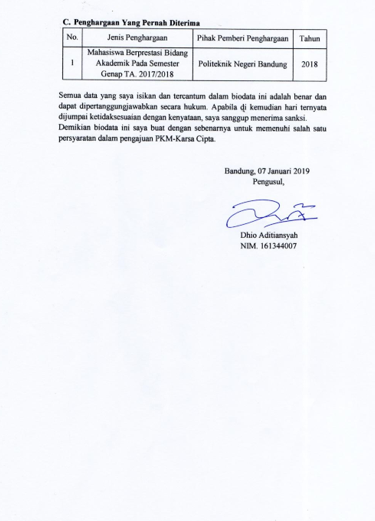 C. Penghargaan Yang Pernah Diterima
No. Jenis Penghargaan Pihak Pemberi Penghargaan Tahun
1 Mahasiswa Berprestasi Bidang Akademik Pada Semester Genap TA. 2017/2018 Politeknik Negeri Bandung 2018
Semua data yang saya isikan dan tercantum dalam biodata ini adalah benar dan
dapat dipertanggungjawabkan secara hukum. Apabila di kemudian hari ternyata
dijumpai ketidaksesuaian dengan kenyataan, saya sanggup menerima sanksi.
Demikian biodata ini saya buat dengan sebenarnya untuk memenuhi salah satu
persyaratan dalam pengajuan PKM-Karsa Cipta.
Bandung, 07 Januari 2019
Pengusul,
Dhio Aditiansyah
NIM. 161344007